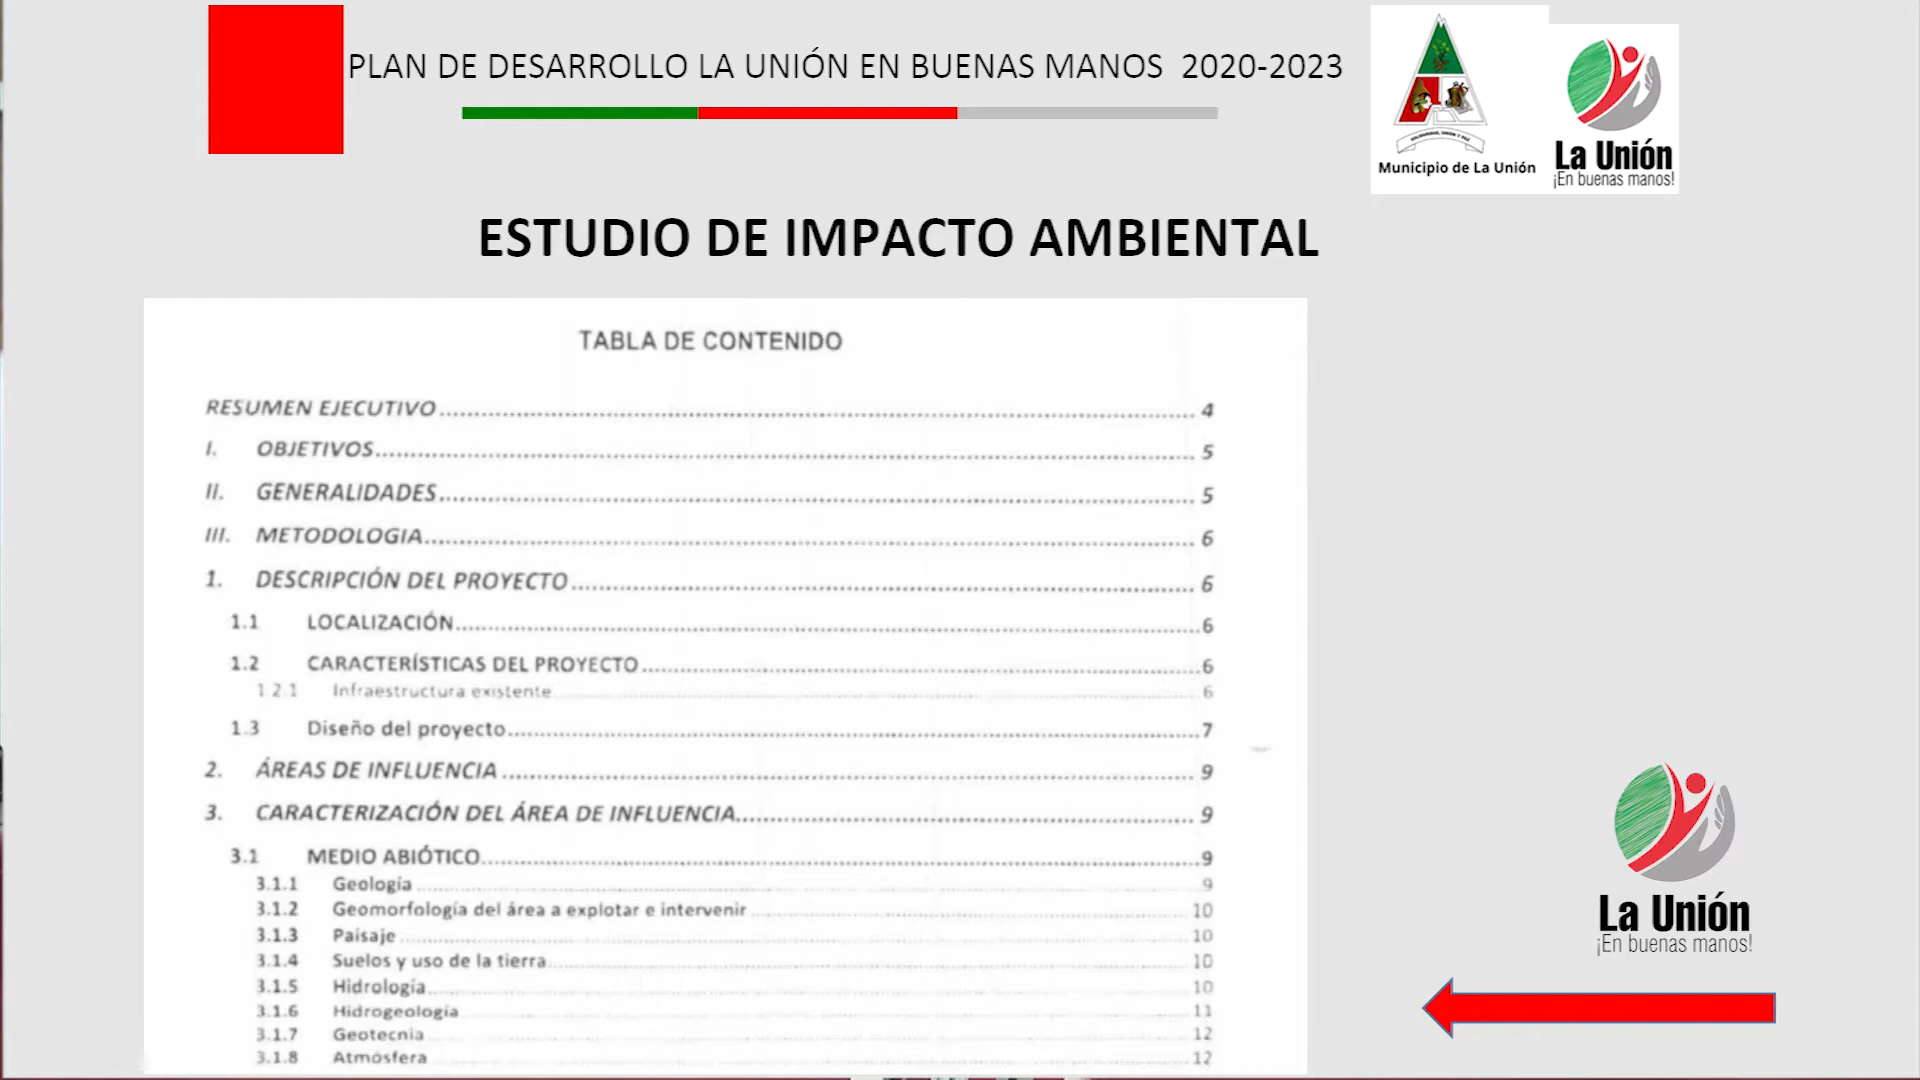 PLAN DE DESARROLLO LA UNIÓN EN BUENAS MANOS 2020-2023
Municipio de La Unión
La Unión
¡En buenas manos!
ESTUDIO DE IMPACTO AMBIENTAL
TABLA DE CONTENIDO
RESUMEN EJECUTIVO 4
I. OBJETIVOS 5
II. GENERALIDADES 5
III. METODOLOGIA 6
1. DESCRIPCIÓN DEL PROYECTO 6
1.1 LOCALIZACIÓN 6
1.2 CARACTERÍSTICAS DEL PROYECTO 6
1.2.1 Infraestructura existente 6
1.3 Diseño del proyecto 7
2. ÁREAS DE INFLUENCIA 9
3. CARACTERIZACIÓN DEL ÁREA DE INFLUENCIA 9
3.1 MEDIO ABIÓTICO 9
3.1.1 Geología 9
3.1.2 Geomorfología del área a explotar e intervenir 10
3.1.3 Paisaje 10
3.1.4 Suelos y uso de la tierra 10
3.1.5 Hidrología 10
3.1.6 Hidrogeología 11
3.1.7 Geotecnia 12
3.1.8 Atmósfera 12
La Unión
¡En buenas manos!